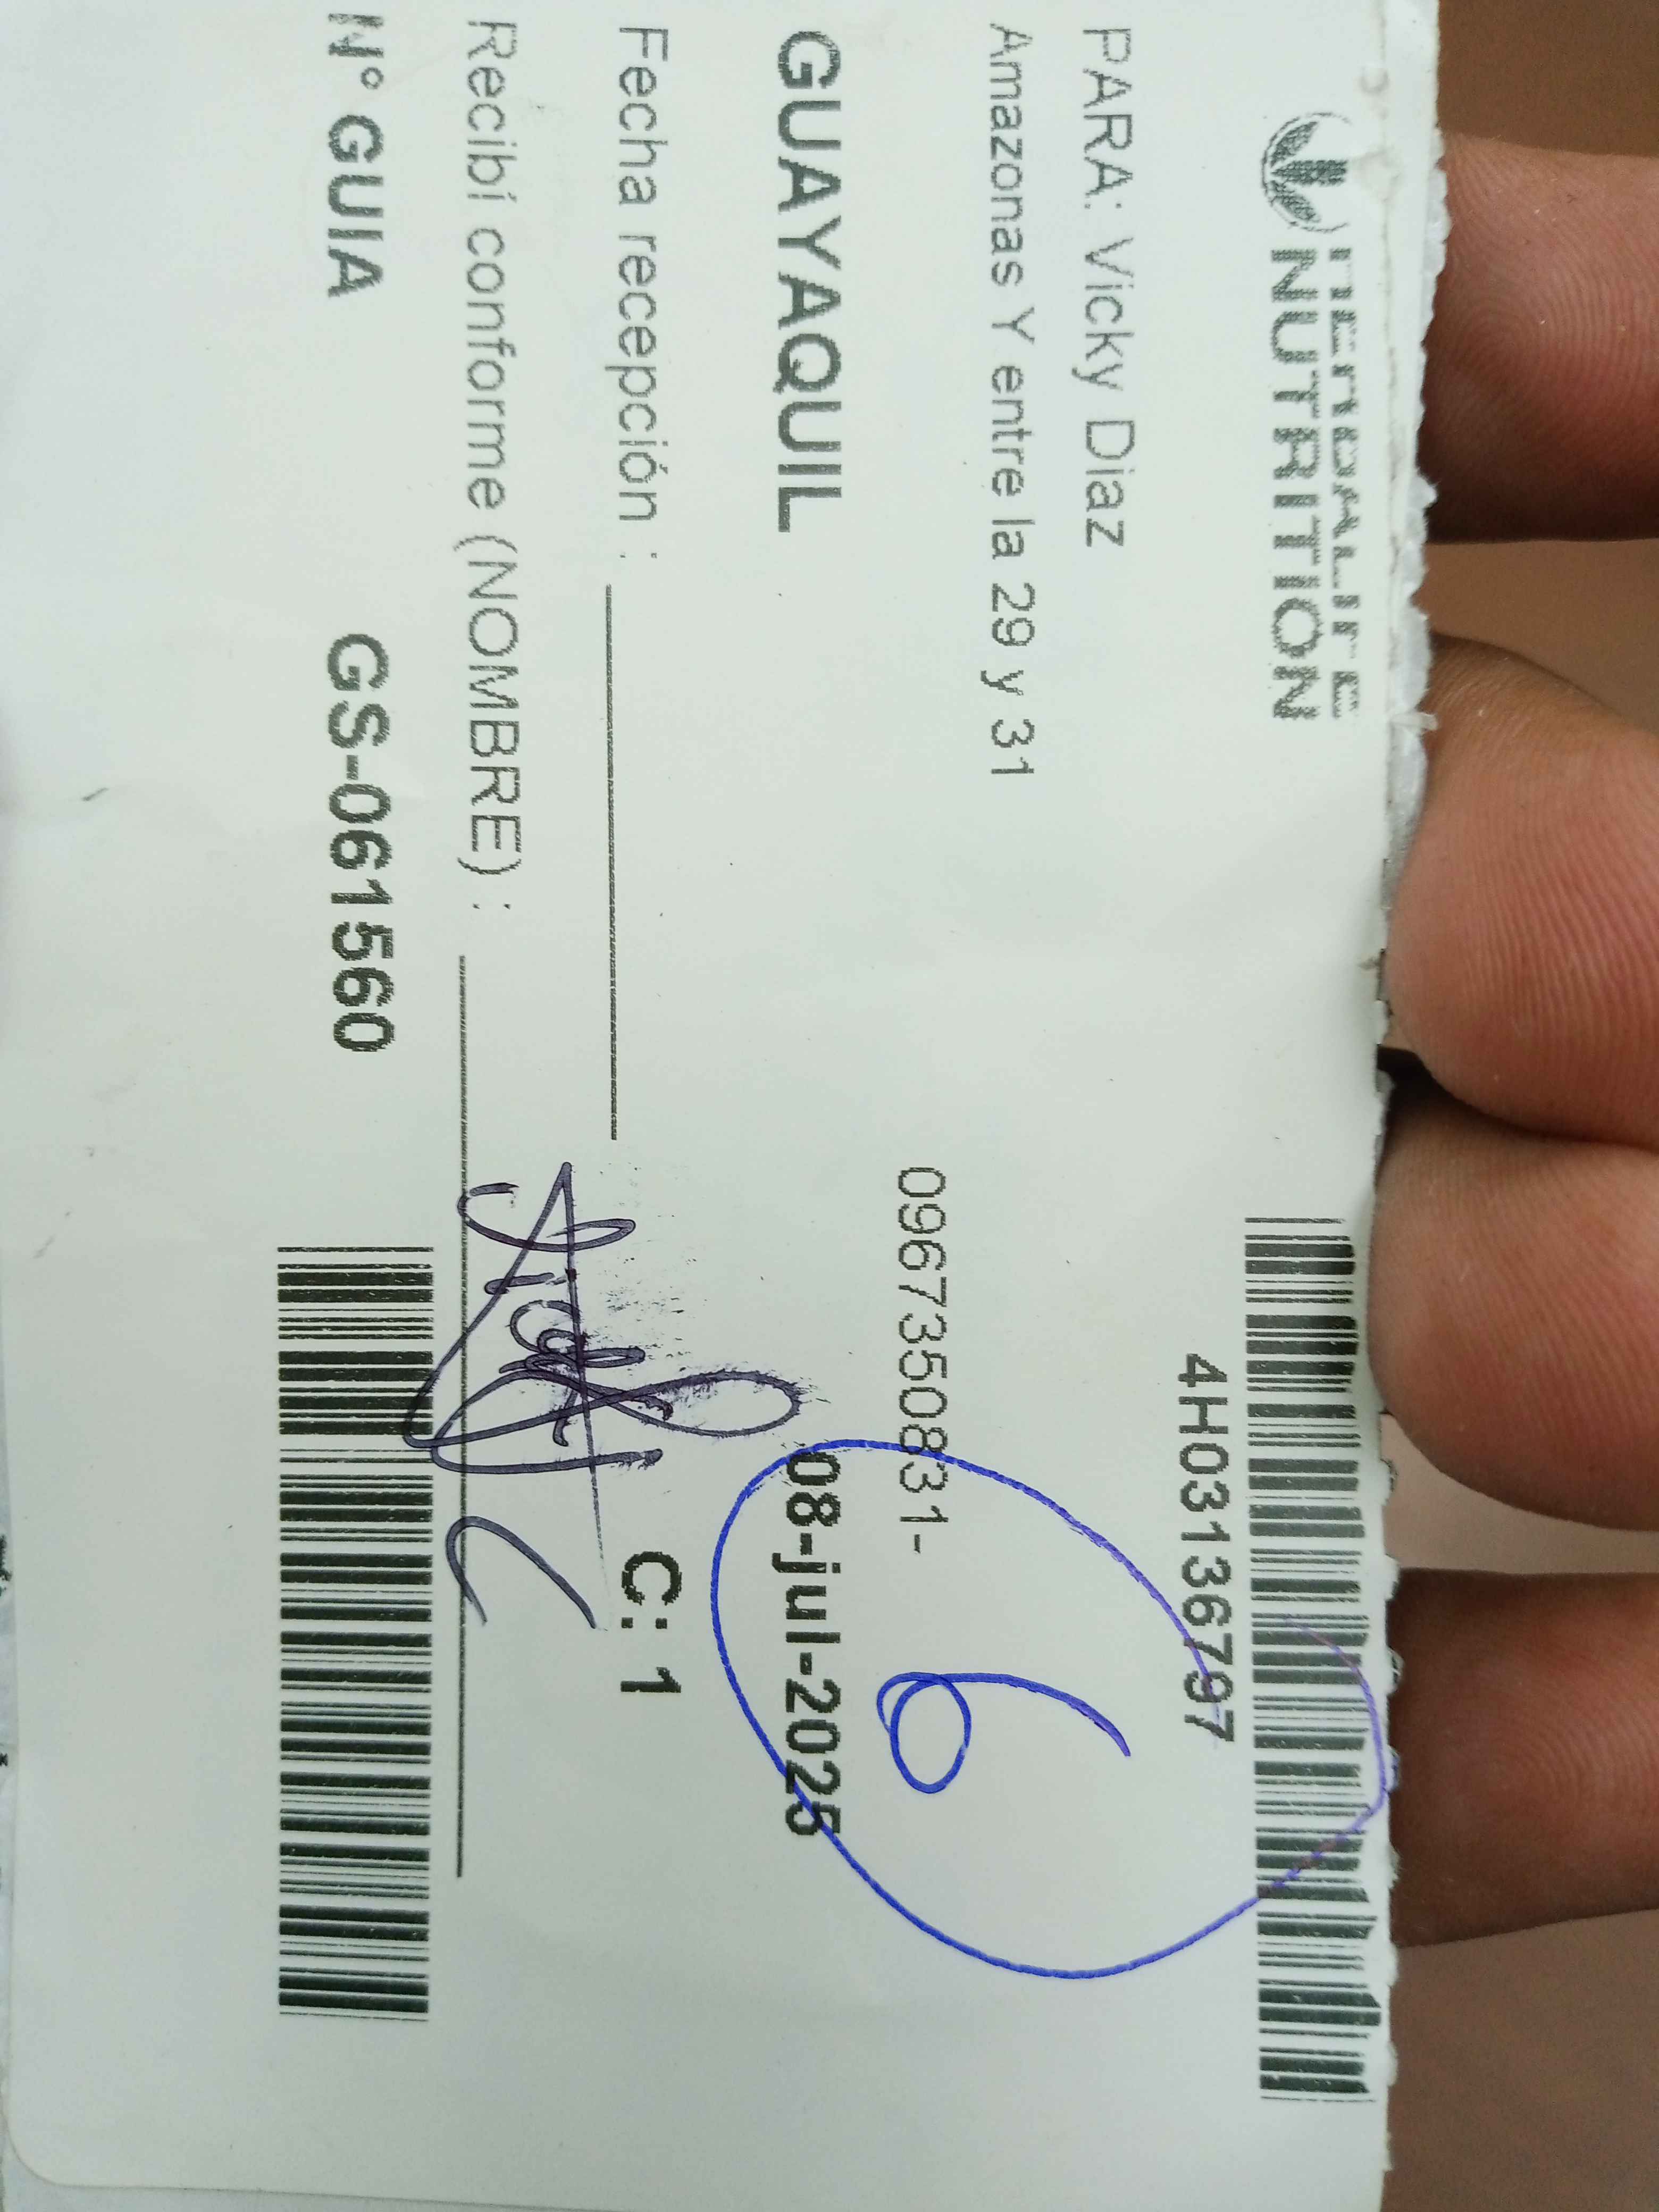 HERBALIFE
NUTRITION
4H03136797
PARA: Vicky Diaz
Amazonas Y entre la 29 y 31
0967350831-
6
GUAYAQUIL
08-jul-2025
Fecha recepción :
C: 1
Recibí conforme (NOMBRE) :
N° GUIA
GS-061560